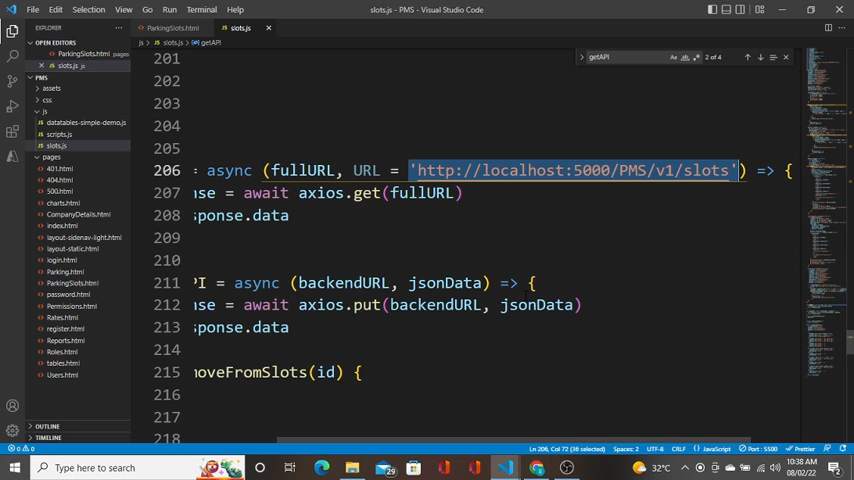 File Edit Selection View Go Run Terminal Help
slots.js - PMS - Visual Studio Code
EXPLORER
OPEN EDITORS
ParkingSlots.html pages
slots.js js
PMS
assets
css
js
datatables-simple-demo.js
scripts.js
slots.js
pages
401.html
404.html
500.html
charts.html
CompanyDetails.html
index.html
layout-sidenav-light.html
layout-static.html
login.html
Parking.html
ParkingSlots.html
password.html
Permissions.html
Rates.html
register.html
Reports.html
Roles.html
tables.html
Users.html
OUTLINE
TIMELINE
ParkingSlots.html
slots.js
js > slots.js > getAPI
getAPI
2 of 4
201
202
203
204
205
206 = async (fullURL, URL = 'http://localhost:5000/PMS/v1/slots') => {
207 nse = await axios.get(fullURL)
208 sponse.data
209
210
211 PI = async (backendURL, jsonData) => {
212 nse = await axios.put(backendURL, jsonData)
213 sponse.data
214
215 moveFromSlots(id) {
216
217
218
0 0
Ln 206, Col 72 (36 selected) Spaces: 2 UTF-8 CRLF JavaScript Port : 5500 Prettier
Type here to search
29
32°C
10:38 AM
08/02/22
2